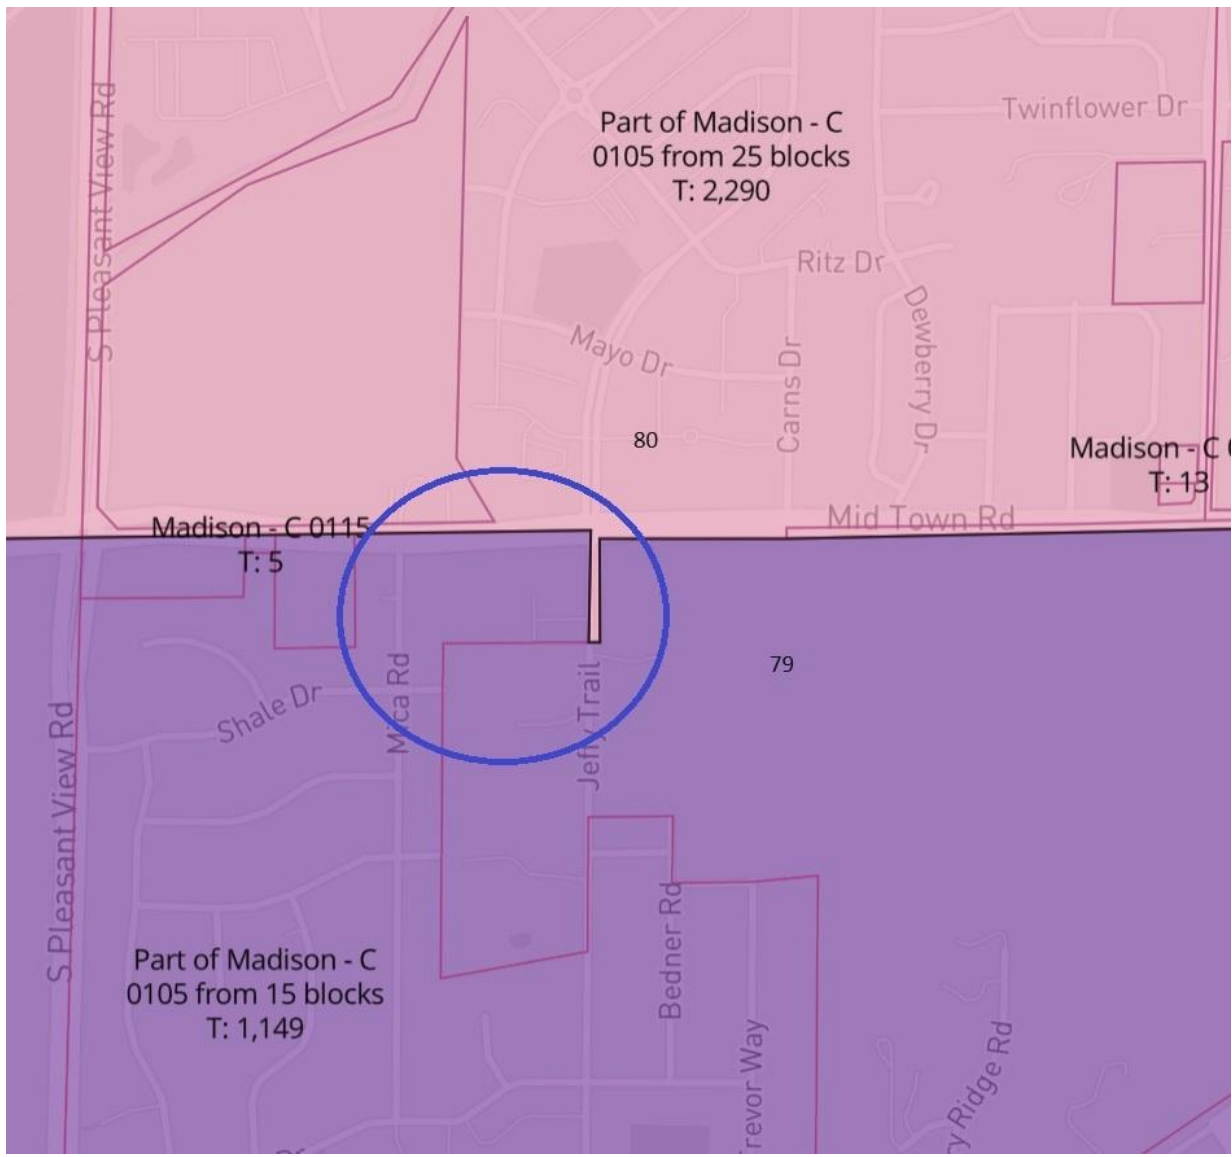 S Pleasant View Rd
Part of Madison - C
0105 from 25 blocks
T: 2,290
Twinflower Dr
Ritz Dr
Dewberry Dr
Mayo Dr
Carns Dr
80
Madison - C
T: 13
Mid Town Rd
Madison - C 0115
T: 5
79
Shale Dr
Mica Rd
Jeffy Trail
S Pleasant View Rd
Part of Madison - C
0105 from 15 blocks
T: 1,149
Bedner Rd
Trevor Way
Ridge Rd